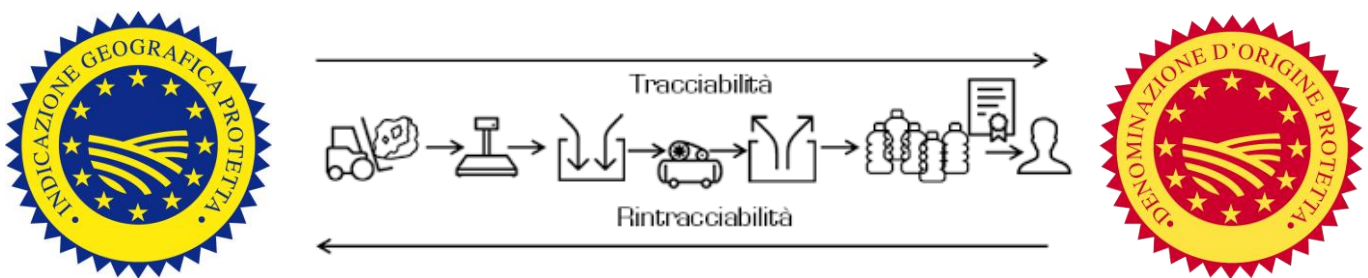 INDICAZIONE GEOGRAFICA PROTETTA
Tracciabilità
Rintracciabilità
DENOMINAZIONE D'ORIGINE PROTETTA